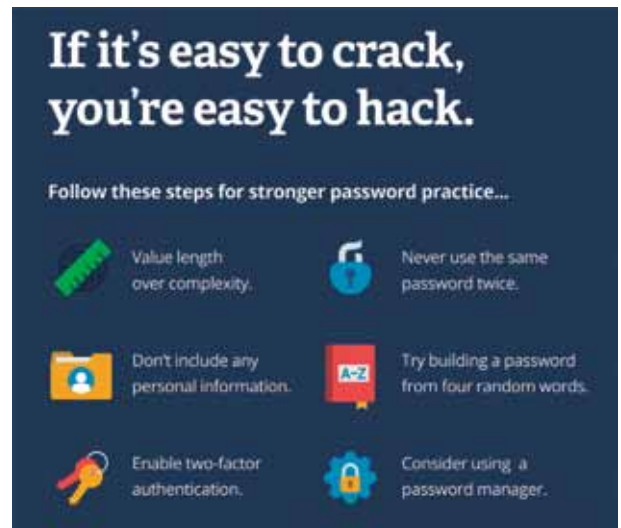 If it's easy to crack,
you're easy to hack.
Follow these steps for stronger password practice...
Value length
over complexity.
Never use the same
password twice.
Don't include any
personal information.
A-Z
Try building a password
from four random words.
Enable two-factor
authentication.
Consider using a
password manager.